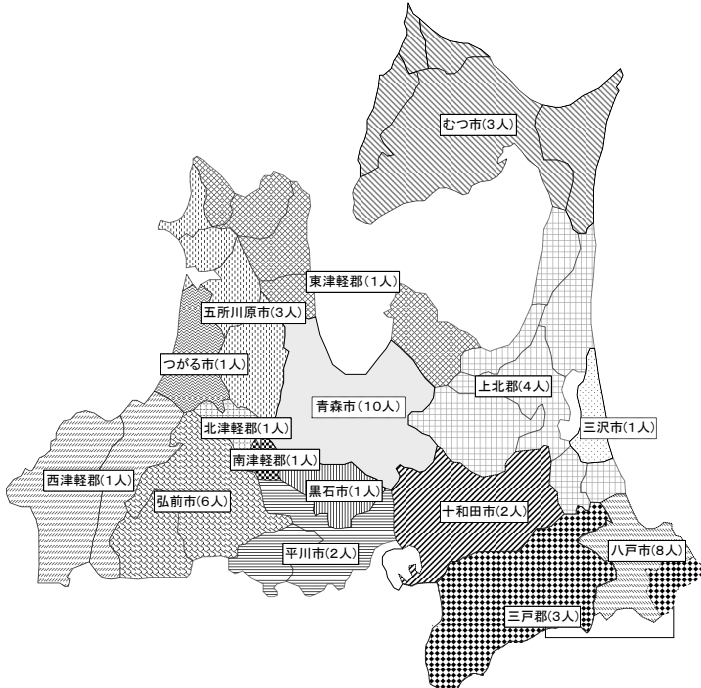 むつ市(3人)
東津軽郡(1人)
五所川原市(3人)
つがる市(1人)
上北郡(4人)
青森市(10人)
北津軽郡(1人)
三沢市(1人)
南津軽郡(1人)
西津軽郡(1人)
黒石市(1人)
弘前市(6人)
十和田市(2人)
平川市(2人)
八戸市(8人)
三戸郡(3人)